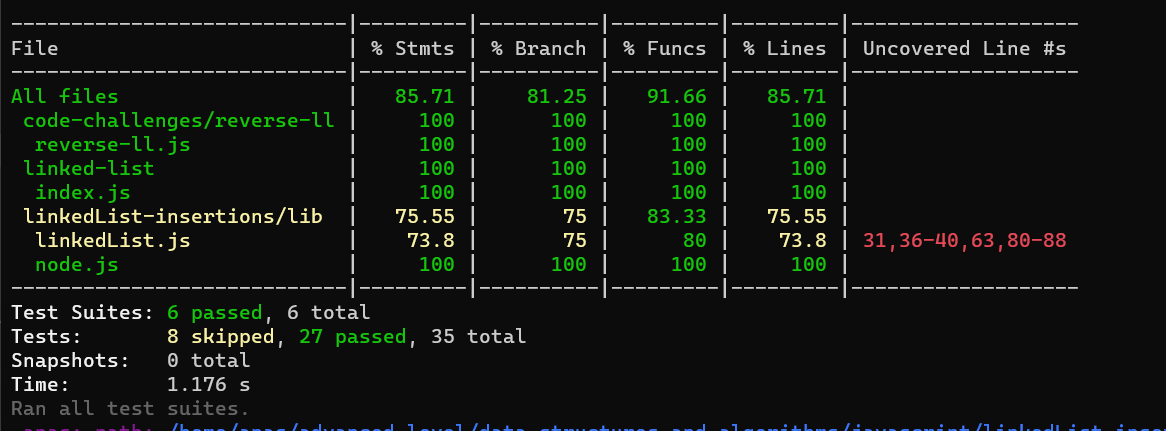 ----------------------------|---------|----------|---------|---------|-------------------
File                        | % Stmts | % Branch | % Funcs | % Lines | Uncovered Line #s
----------------------------|---------|----------|---------|---------|-------------------
All files                   |   85.71 |    81.25 |   91.66 |   85.71 |
 code-challenges/reverse-ll |     100 |      100 |     100 |     100 |
  reverse-ll.js             |     100 |      100 |     100 |     100 |
 linked-list                |     100 |      100 |     100 |     100 |
  index.js                  |     100 |      100 |     100 |     100 |
 linkedList-insertions/lib  |   75.55 |       75 |   83.33 |   75.55 |
  linkedList.js             |    73.8 |       75 |      80 |    73.8 | 31,36-40,63,80-88
  node.js                   |     100 |      100 |     100 |     100 |
----------------------------|---------|----------|---------|---------|-------------------
Test Suites: 6 passed, 6 total
Tests:       8 skipped, 27 passed, 35 total
Snapshots:   0 total
Time:        1.176 s
Ran all test suites.